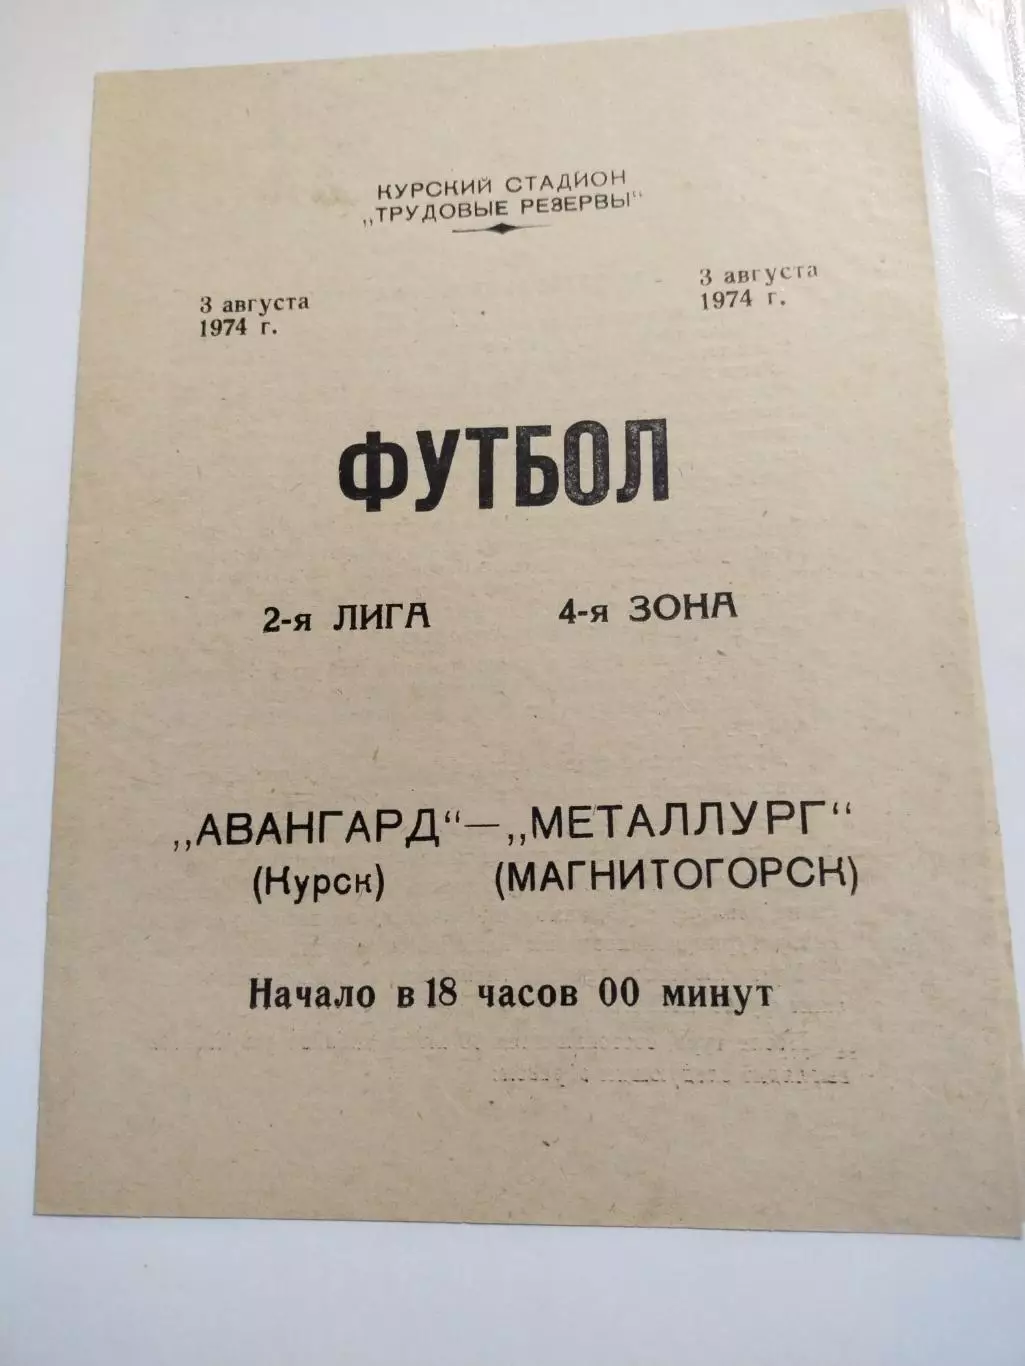 КУРСКИЙ СТАДИОН
„ТРУДОВЫЕ РЕЗЕРВЫ“
3 августа
1974 г.
3 августа
1974 г.
ФУТБОЛ
2-я ЛИГА 4-я ЗОНА
„АВАНГАРД“—„МЕТАЛЛУРГ“
(Курск) (МАГНИТОГОРСК)
Начало в 18 часов 00 минут